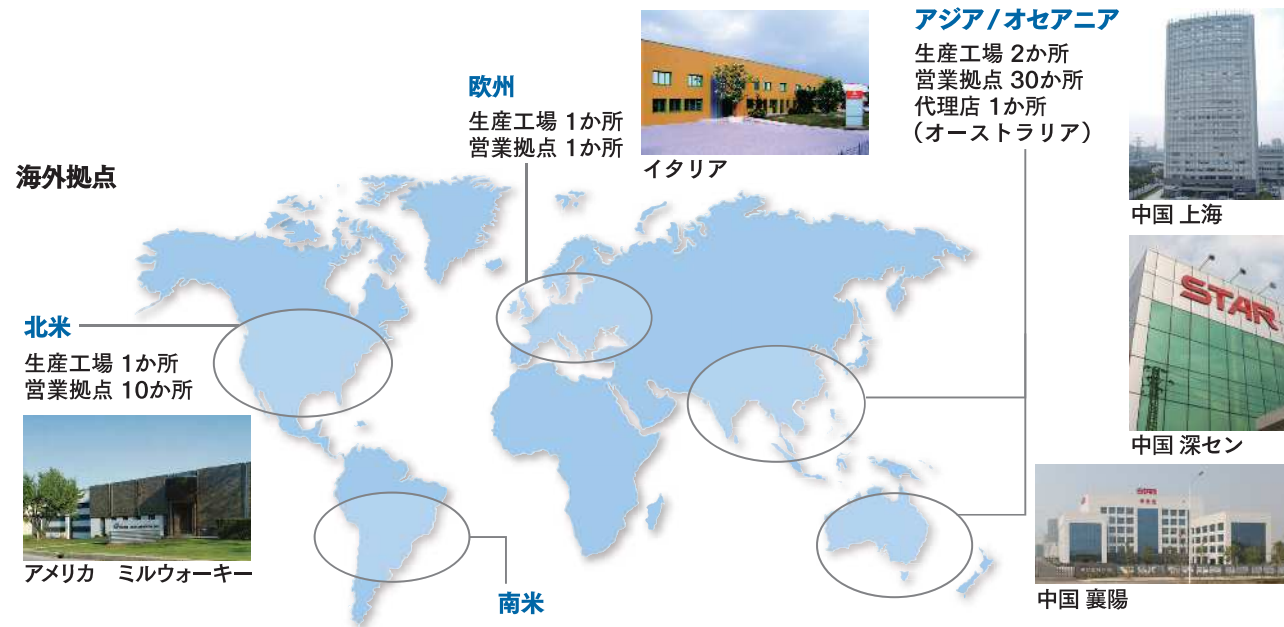 海外拠点
北米
生産工場 1か所
営業拠点 10か所
アメリカ ミルウォーキー
欧州
生産工場 1か所
営業拠点 1か所
イタリア
南米
アジア/オセアニア
生産工場 2か所
営業拠点 30か所
代理店 1か所
(オーストラリア)
中国 上海
STAR
中国 深セン
STAR
中国 襄陽